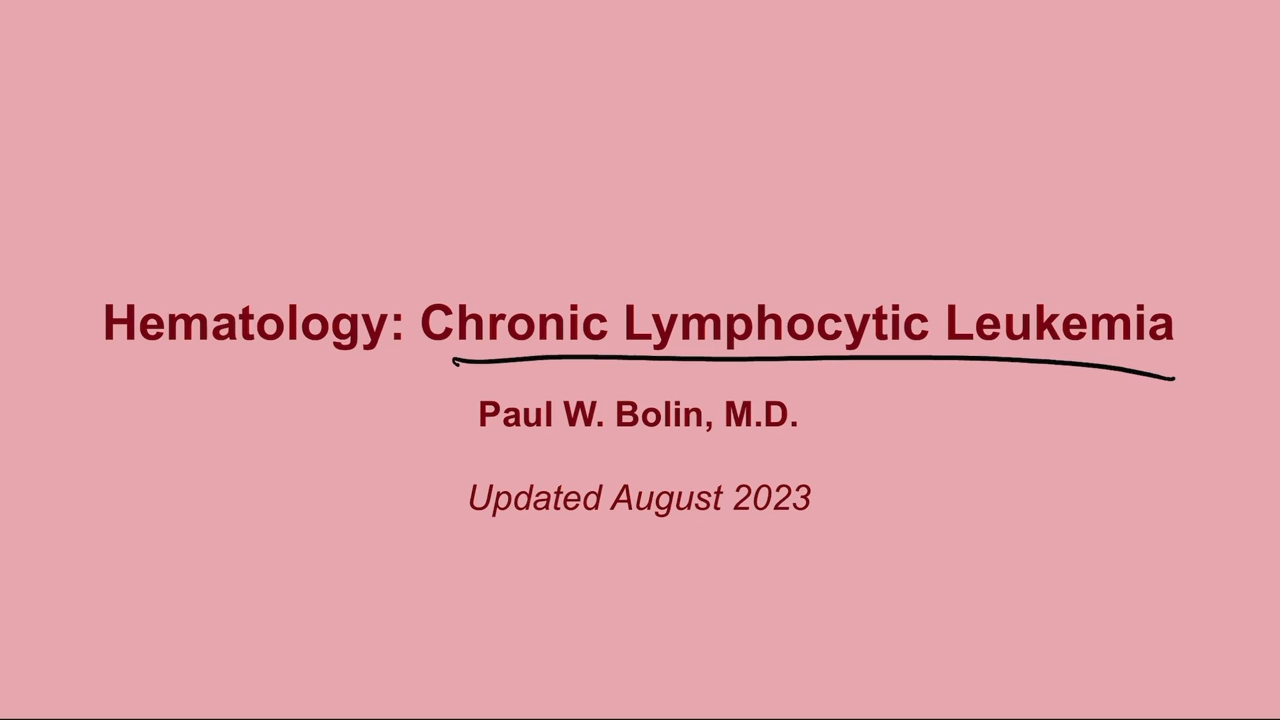 Hematology: Chronic Lymphocytic Leukemia
Paul W. Bolin, M.D.
Updated August 2023